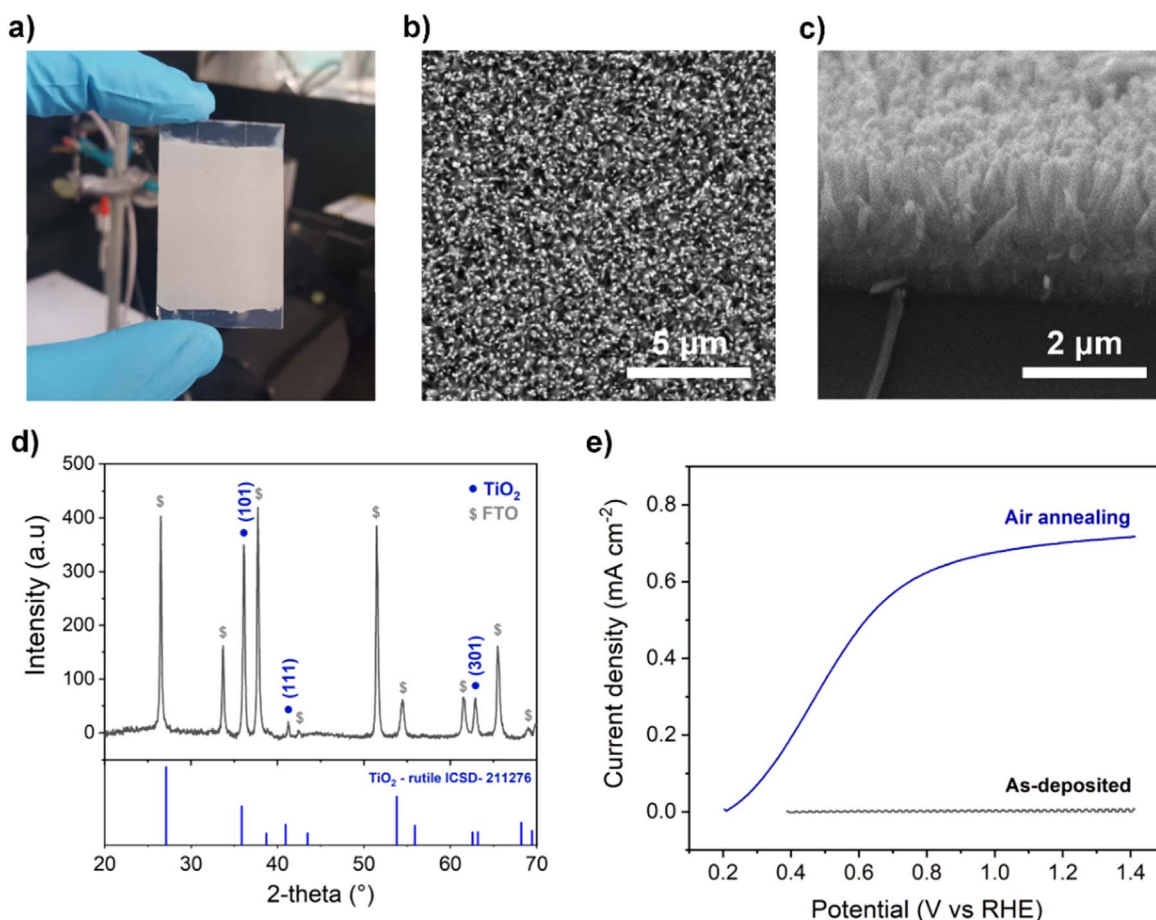 a)
b)
c)
5 µm
2 µm
d)
Intensity (a.u)
500
400
300
200
100
0
$
$
(101)
$
(111)
$
$
$
$
(301)
$
$
● TiO₂
$ FTO
TiO₂ - rutile ICSD- 211276
20 30 40 50 60 70
2-theta (°)
e)
Current density (mA cm⁻²)
0.8
0.6
0.4
0.2
0.0
Air annealing
As-deposited
0.2 0.4 0.6 0.8 1.0 1.2 1.4
Potential (V vs RHE)